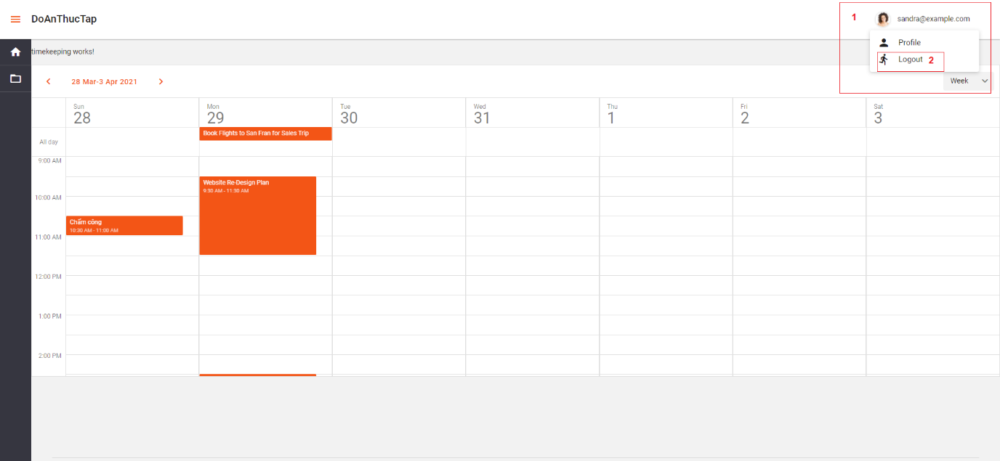 DoAnThucTap
1
sandra@example.com
Profile
Logout 2
timekeeping works!
28 Mar-3 Apr 2021
Week
Sun
28
Mon
29
Tue
30
Wed
31
Thu
1
Fri
2
Sat
3
All day
Book Flights to San Fran for Sales Trip
9:00 AM
Website Re-Design Plan
9:30 AM - 11:30 AM
10:00 AM
Chấm công
10:30 AM - 11:00 AM
11:00 AM
12:00 PM
1:00 PM
2:00 PM